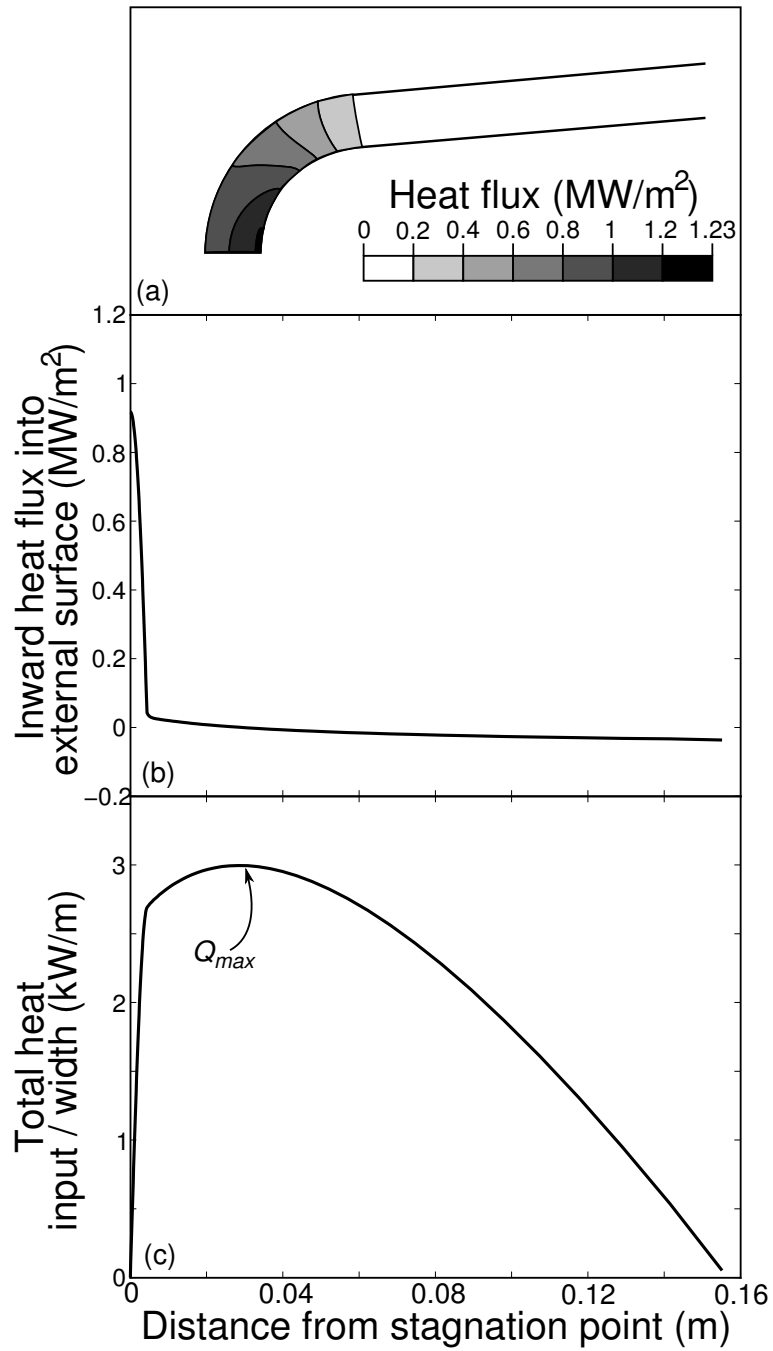 Heat flux (MW/m²)
0 0.2 0.4 0.6 0.8 1 1.2 1.23
(a)
Inward heat flux into
external surface (MW/m²)
1.2
1
0.8
0.6
0.4
0.2
0
−0.2
(b)
Total heat
input / width (kW/m)
3
2
1
0
Qmax
(c)
0 0.04 0.08 0.12 0.16
Distance from stagnation point (m)